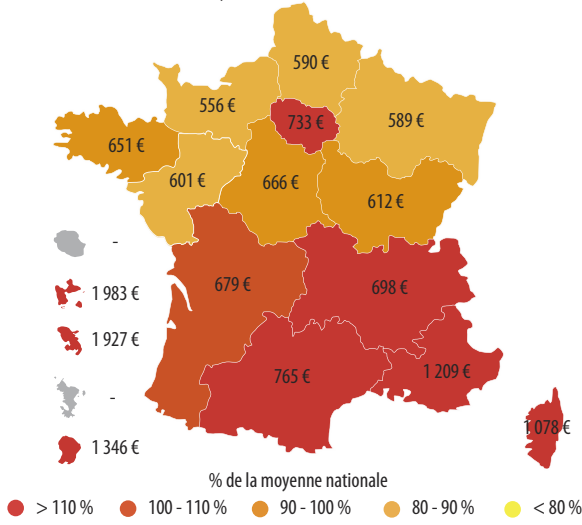 590 €
556 €
733 €
589 €
651 €
601 €
666 €
612 €
-
1 983 €
679 €
698 €
1 927 €
765 €
1 209 €
-
1 346 €
1 078 €
% de la moyenne nationale
> 110 %
100 - 110 %
90 - 100 %
80 - 90 %
< 80 %